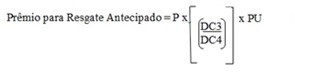 Prêmio para Resgate Antecipado = P x [(DC3/DC4)] x PU